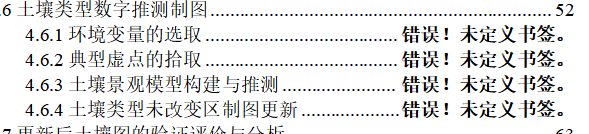 .6 土壤类型数字推测制图........................................................52
4.6.1 环境变量的选取..............................错误！未定义书签。
4.6.2 典型虚点的拾取..............................错误！未定义书签。
4.6.3 土壤景观模型构建与推测..................错误！未定义书签。
4.6.4 土壤类型未改变区制图更新...............错误！未定义书签。
.7 更新后土壤图的验证评价与分析........................................63